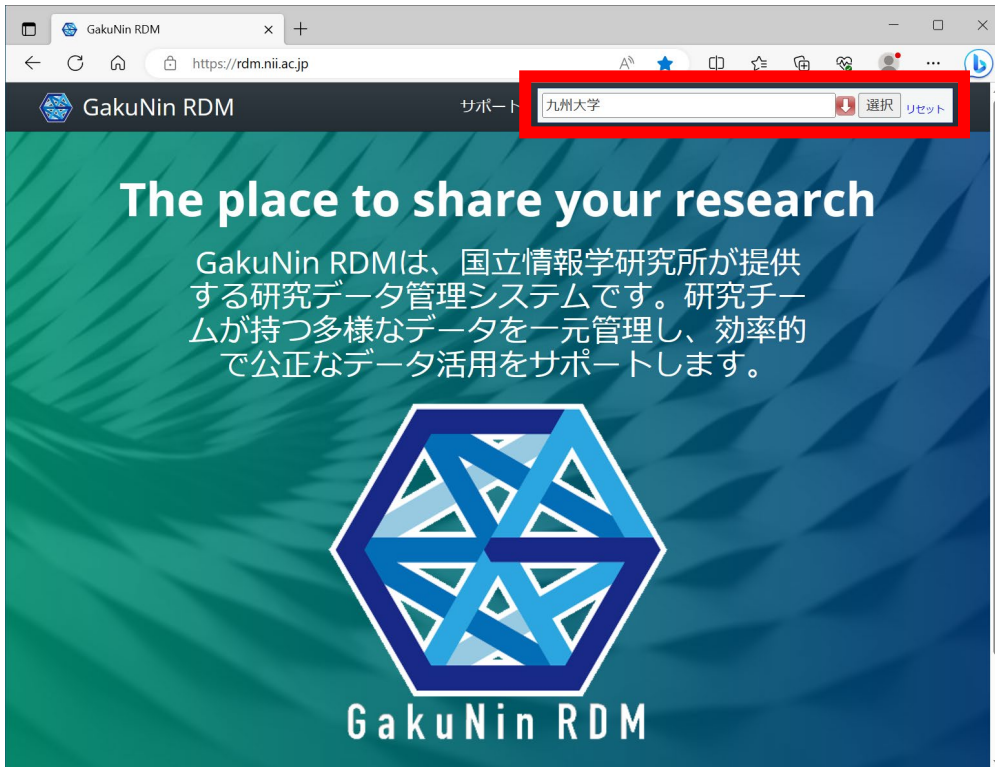 GakuNin RDM
https://rdm.nii.ac.jp
GakuNin RDM
サポート
九州大学
選択
リセット
The place to share your research
GakuNin RDMは、国立情報学研究所が提供
する研究データ管理システムです。研究チー
ムが持つ多様なデータを一元管理し、効率的
で公正なデータ活用をサポートします。
GakuNin RDM